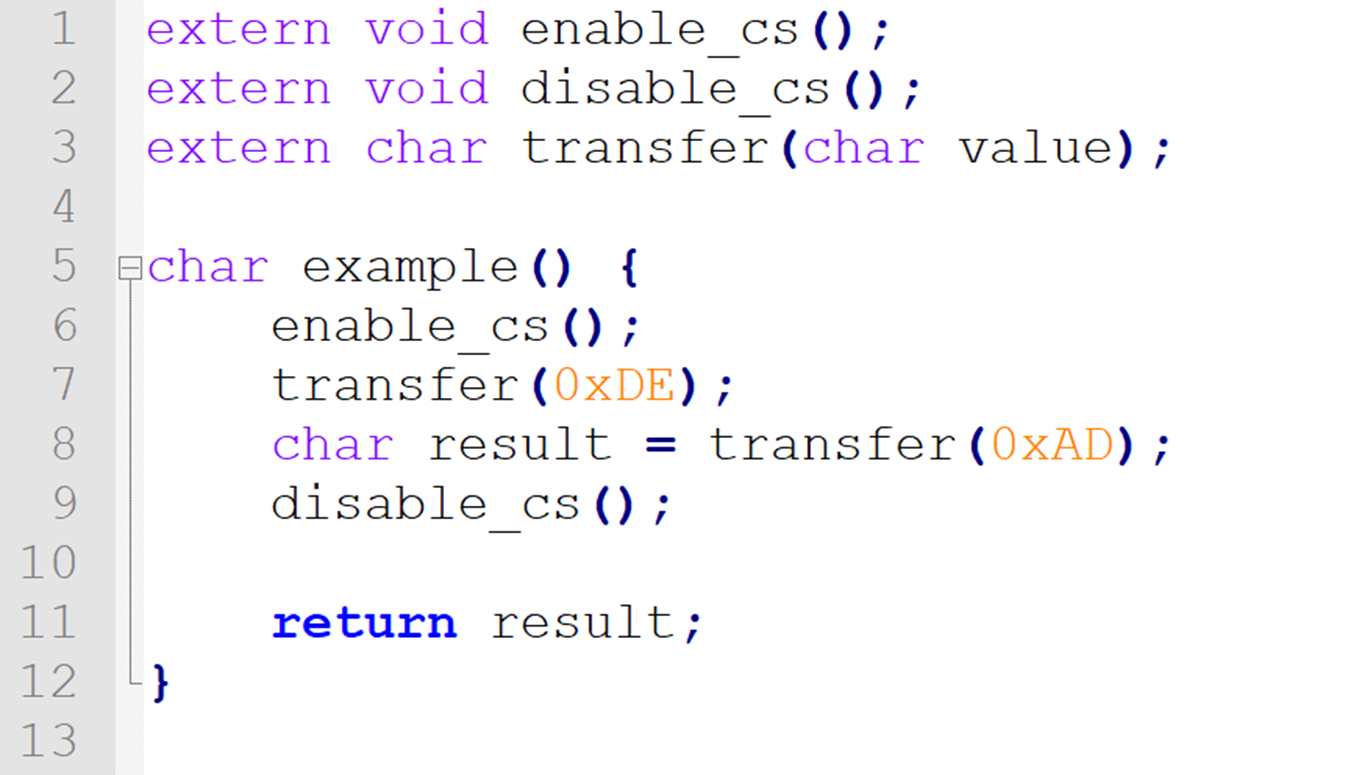 1 extern void enable_cs();
2 extern void disable_cs();
3 extern char transfer(char value);
4
5 char example() {
6     enable_cs();
7     transfer(0xDE);
8     char result = transfer(0xAD);
9     disable_cs();
10
11     return result;
12 }
13